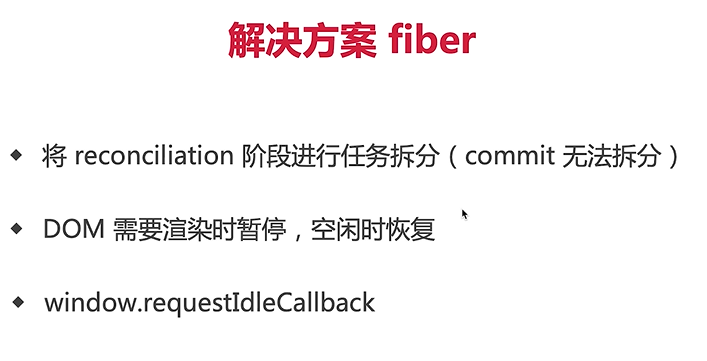 解决方案 fiber
将 reconciliation 阶段进行任务拆分（commit 无法拆分）
DOM 需要渲染时暂停，空闲时恢复
window.requestIdleCallback